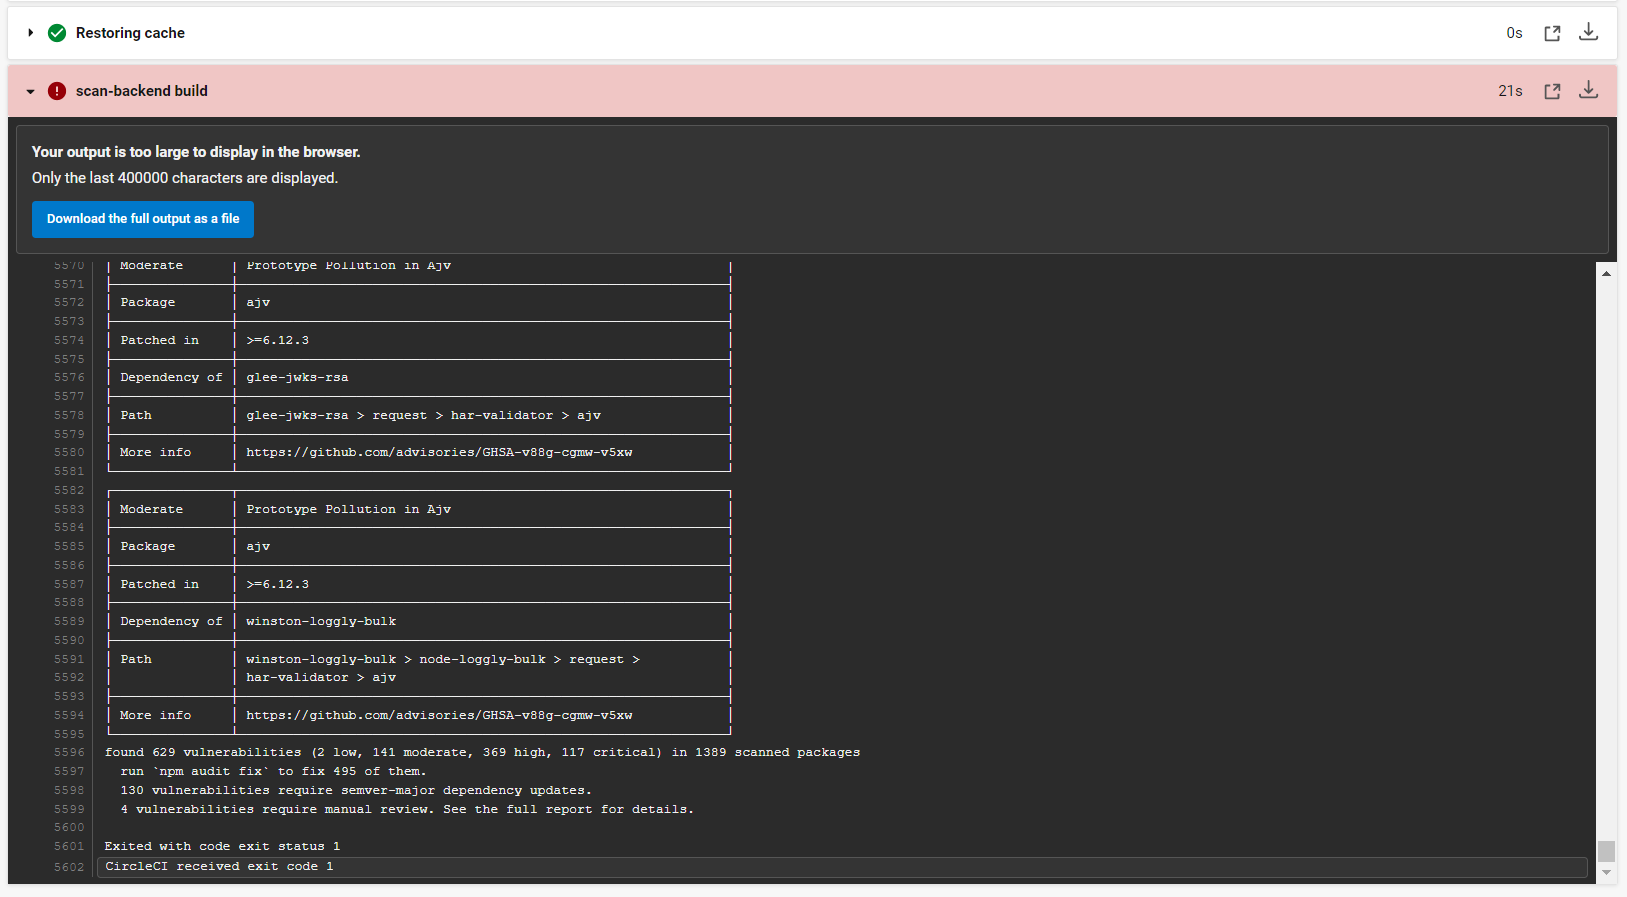 Restoring cache 0s
scan-backend build 21s
Your output is too large to display in the browser.
Only the last 400000 characters are displayed.
Download the full output as a file
5570 Moderate Prototype Pollution in Ajv
5571
5572 Package ajv
5573
5574 Patched in >=6.12.3
5575
5576 Dependency of glee-jwks-rsa
5577
5578 Path glee-jwks-rsa > request > har-validator > ajv
5579
5580 More info https://github.com/advisories/GHSA-v88g-cgmw-v5xw
5581
5582
5583 Moderate Prototype Pollution in Ajv
5584
5585 Package ajv
5586
5587 Patched in >=6.12.3
5588
5589 Dependency of winston-loggly-bulk
5590
5591 Path winston-loggly-bulk > node-loggly-bulk > request >
5592 har-validator > ajv
5593
5594 More info https://github.com/advisories/GHSA-v88g-cgmw-v5xw
5595
5596 found 629 vulnerabilities (2 low, 141 moderate, 369 high, 117 critical) in 1389 scanned packages
5597 run `npm audit fix` to fix 495 of them.
5598 130 vulnerabilities require semver-major dependency updates.
5599 4 vulnerabilities require manual review. See the full report for details.
5600
5601 Exited with code exit status 1
5602 CircleCI received exit code 1